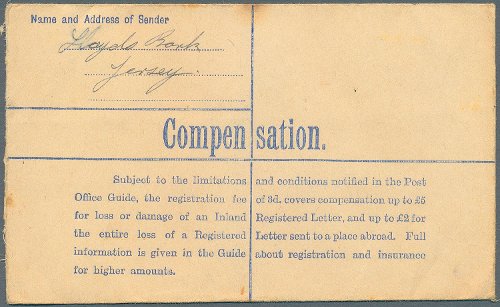 Name and Address of Sender
Lloyds Bank
Jersey.
Compensation.
Subject to the limitations and conditions notified in the Post
Office Guide, the registration fee of 3d. covers compensation up to £5
for loss or damage of an Inland Registered Letter, and up to £2 for
the entire loss of a Registered Letter sent to a place abroad. Full
information is given in the Guide about registration and insurance
for higher amounts.